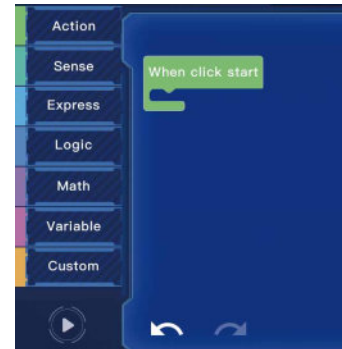 Action
Sense
Express
Logic
Math
Variable
Custom
When click start